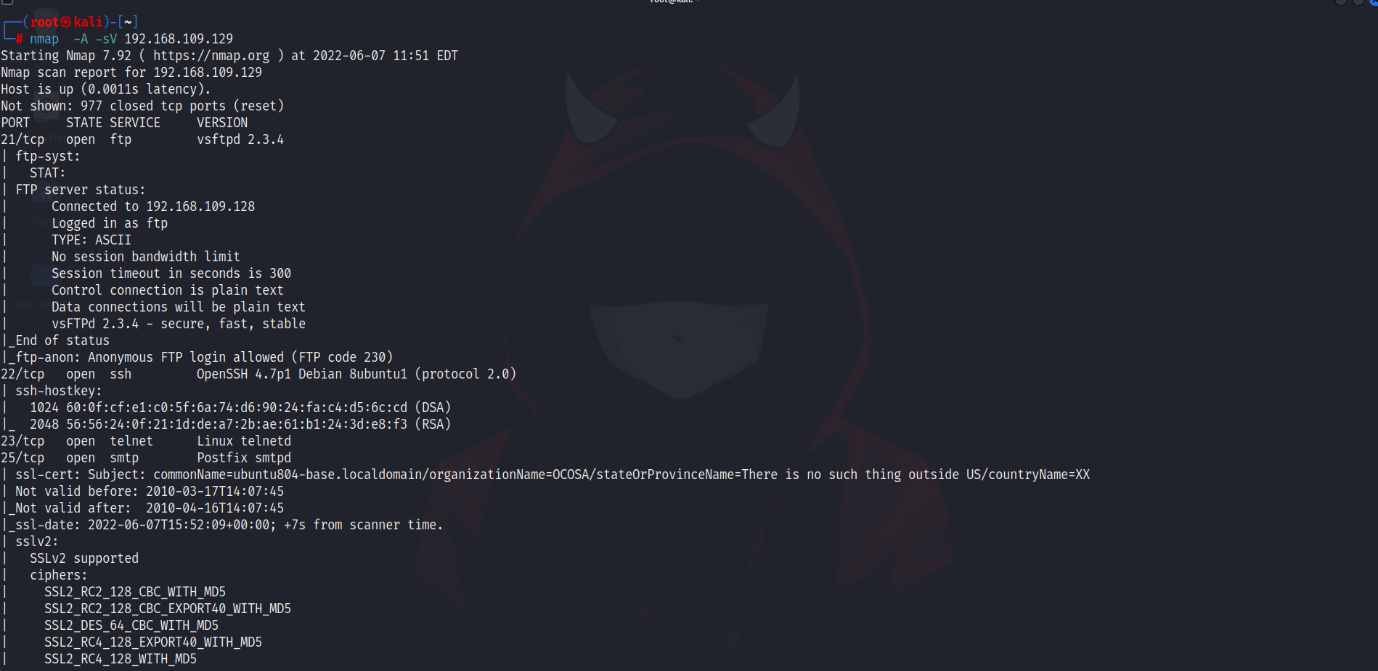 root@kali: ~
┌──(root㉿kali)-[~]
└─# nmap  -A -sV 192.168.109.129
Starting Nmap 7.92 ( https://nmap.org ) at 2022-06-07 11:51 EDT
Nmap scan report for 192.168.109.129
Host is up (0.0011s latency).
Not shown: 977 closed tcp ports (reset)
PORT     STATE SERVICE     VERSION
21/tcp   open  ftp         vsftpd 2.3.4
| ftp-syst:
|   STAT:
| FTP server status:
|      Connected to 192.168.109.128
|      Logged in as ftp
|      TYPE: ASCII
|      No session bandwidth limit
|      Session timeout in seconds is 300
|      Control connection is plain text
|      Data connections will be plain text
|      vsFTPd 2.3.4 - secure, fast, stable
|_End of status
|_ftp-anon: Anonymous FTP login allowed (FTP code 230)
22/tcp   open  ssh         OpenSSH 4.7p1 Debian 8ubuntu1 (protocol 2.0)
| ssh-hostkey:
|   1024 60:0f:cf:e1:c0:5f:6a:74:d6:90:24:fa:c4:d5:6c:cd (DSA)
|_  2048 56:56:24:0f:21:1d:de:a7:2b:ae:61:b1:24:3d:e8:f3 (RSA)
23/tcp   open  telnet      Linux telnetd
25/tcp   open  smtp        Postfix smtpd
| ssl-cert: Subject: commonName=ubuntu804-base.localdomain/organizationName=OCOSA/stateOrProvinceName=There is no such thing outside US/countryName=XX
| Not valid before: 2010-03-17T14:07:45
|_Not valid after:  2010-04-16T14:07:45
|_ssl-date: 2022-06-07T15:52:09+00:00; +7s from scanner time.
| sslv2:
|   SSLv2 supported
|   ciphers:
|     SSL2_RC2_128_CBC_WITH_MD5
|     SSL2_RC2_128_CBC_EXPORT40_WITH_MD5
|     SSL2_DES_64_CBC_WITH_MD5
|     SSL2_RC4_128_EXPORT40_WITH_MD5
|     SSL2_RC4_128_WITH_MD5